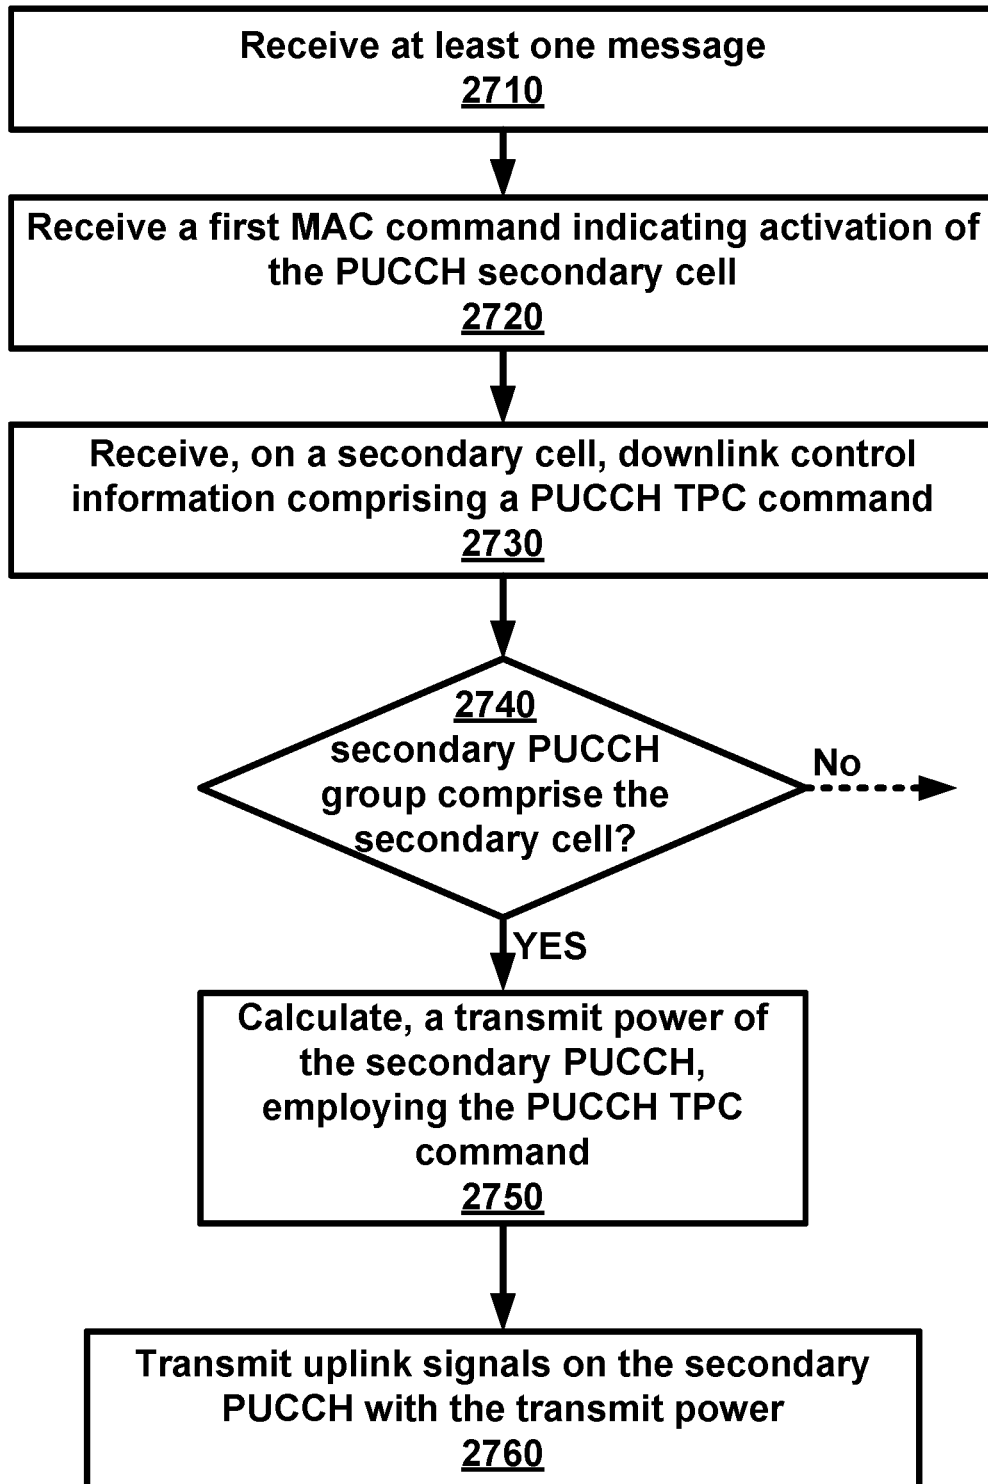 Receive at least one message
2710
Receive a first MAC command indicating activation of
the PUCCH secondary cell
2720
Receive, on a secondary cell, downlink control
information comprising a PUCCH TPC command
2730
2740
secondary PUCCH
group comprise the
secondary cell?
No
YES
Calculate, a transmit power of
the secondary PUCCH,
employing the PUCCH TPC
command
2750
Transmit uplink signals on the secondary
PUCCH with the transmit power
2760